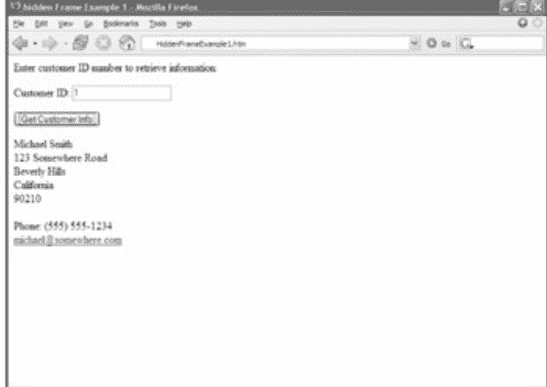 Hidden Frame Example 1 - Mozilla Firefox
File Edit View Go Bookmarks Tools Help
HiddenFrameExample1.htm
Go
Enter customer ID number to retrieve information:
Customer ID: 1
Get Customer Info
Michael Smith
123 Somewhere Road
Beverly Hills
California
90210
Phone: (555) 555-1234
michael@somewhere.com